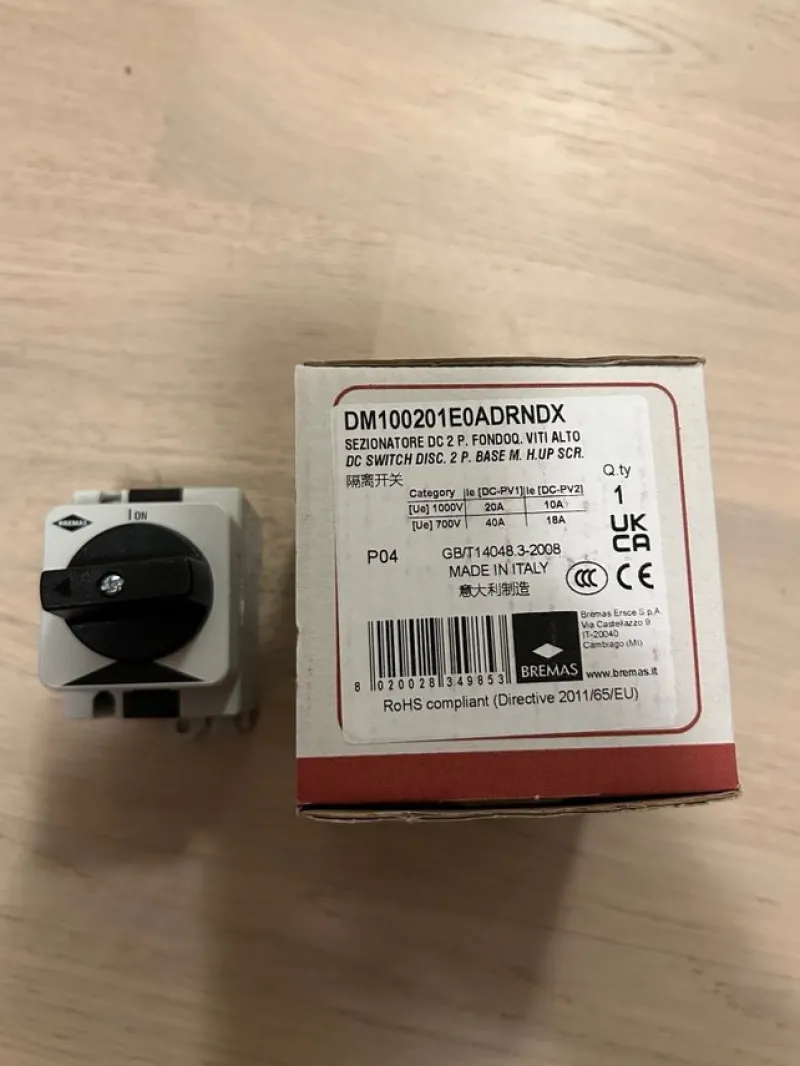 BREMAS
I ON
DM100201E0ADRNDX
SEZIONATORE DC 2 P. FONDOQ. VITI ALTO
DC SWITCH DISC. 2 P. BASE M. H.UP SCR.
隔离开关
Q.ty
1
Category Ie [DC-PV1] Ie [DC-PV2]
[Ue] 1000V 20A 10A
[Ue] 700V 40A 18A
UK
CA
P04
GB/T14048.3-2008
MADE IN ITALY
意大利制造
CCC CE
Bremas Ersce S.p.A.
Via Castellazzo 9
IT-20040
Cambiago (MI)
BREMAS
www.bremas.it
8 020028 349853
RoHS compliant (Directive 2011/65/EU)